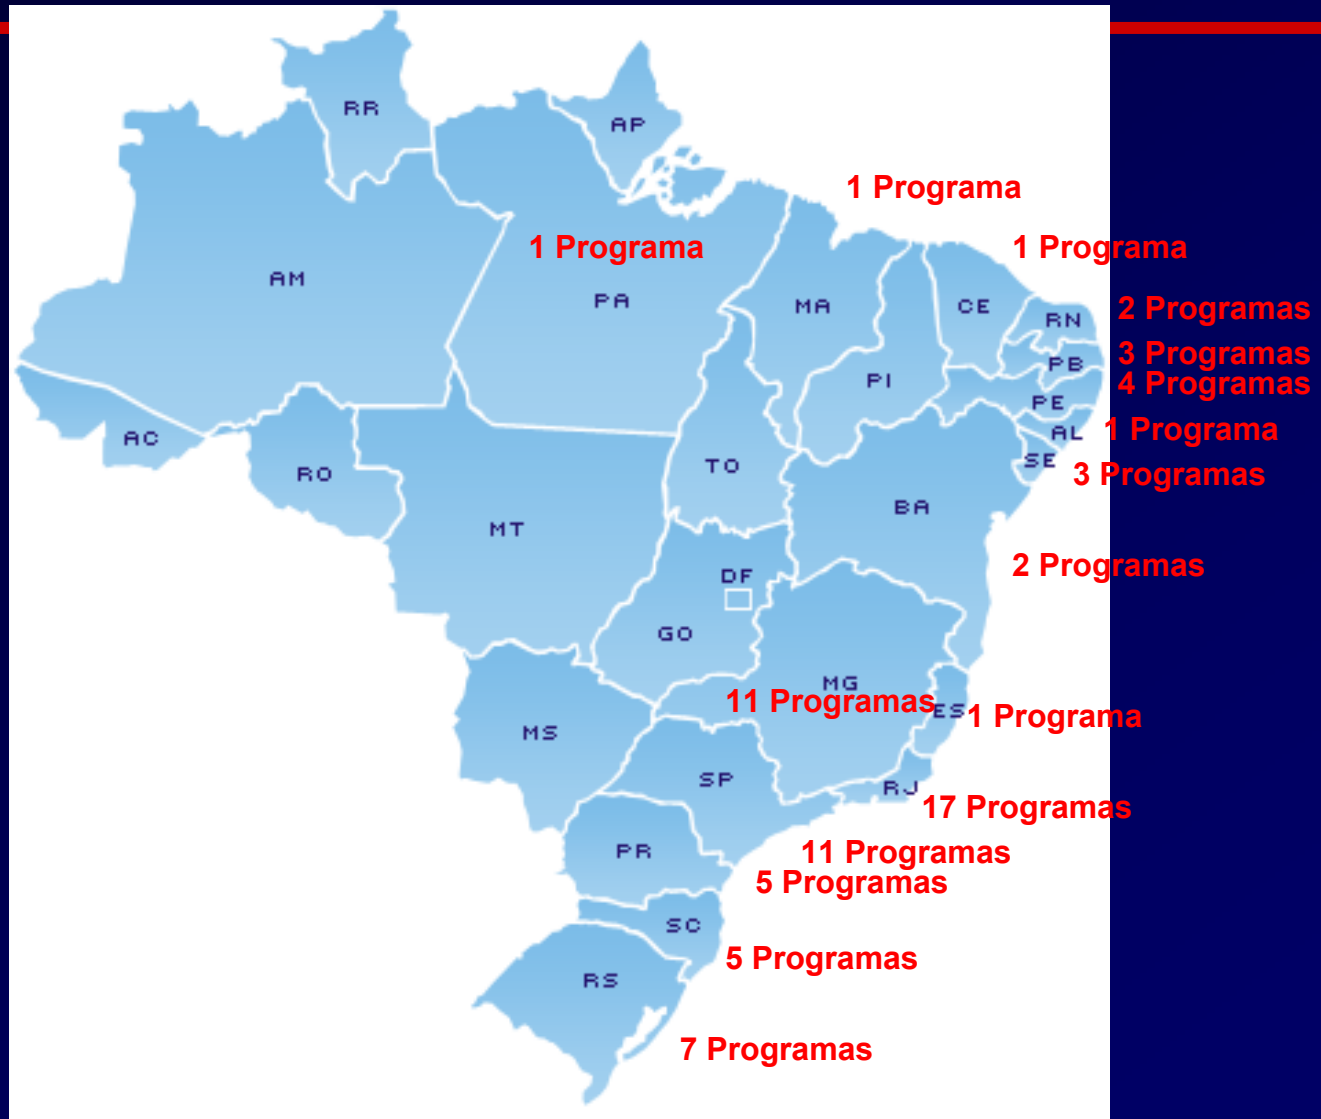 RR
AP
1 Programa
1 Programa
1 Programa
AM
PA
MA
CE
2 Programas
RN
3 Programas
PB
PI
4 Programas
PE
AC
AL
1 Programa
RO
TO
SE
3 Programas
MT
BA
2 Programas
DF
GO
MG
11 Programas
ES
1 Programa
MS
SP
RJ
17 Programas
PR
11 Programas
5 Programas
SC
5 Programas
RS
7 Programas